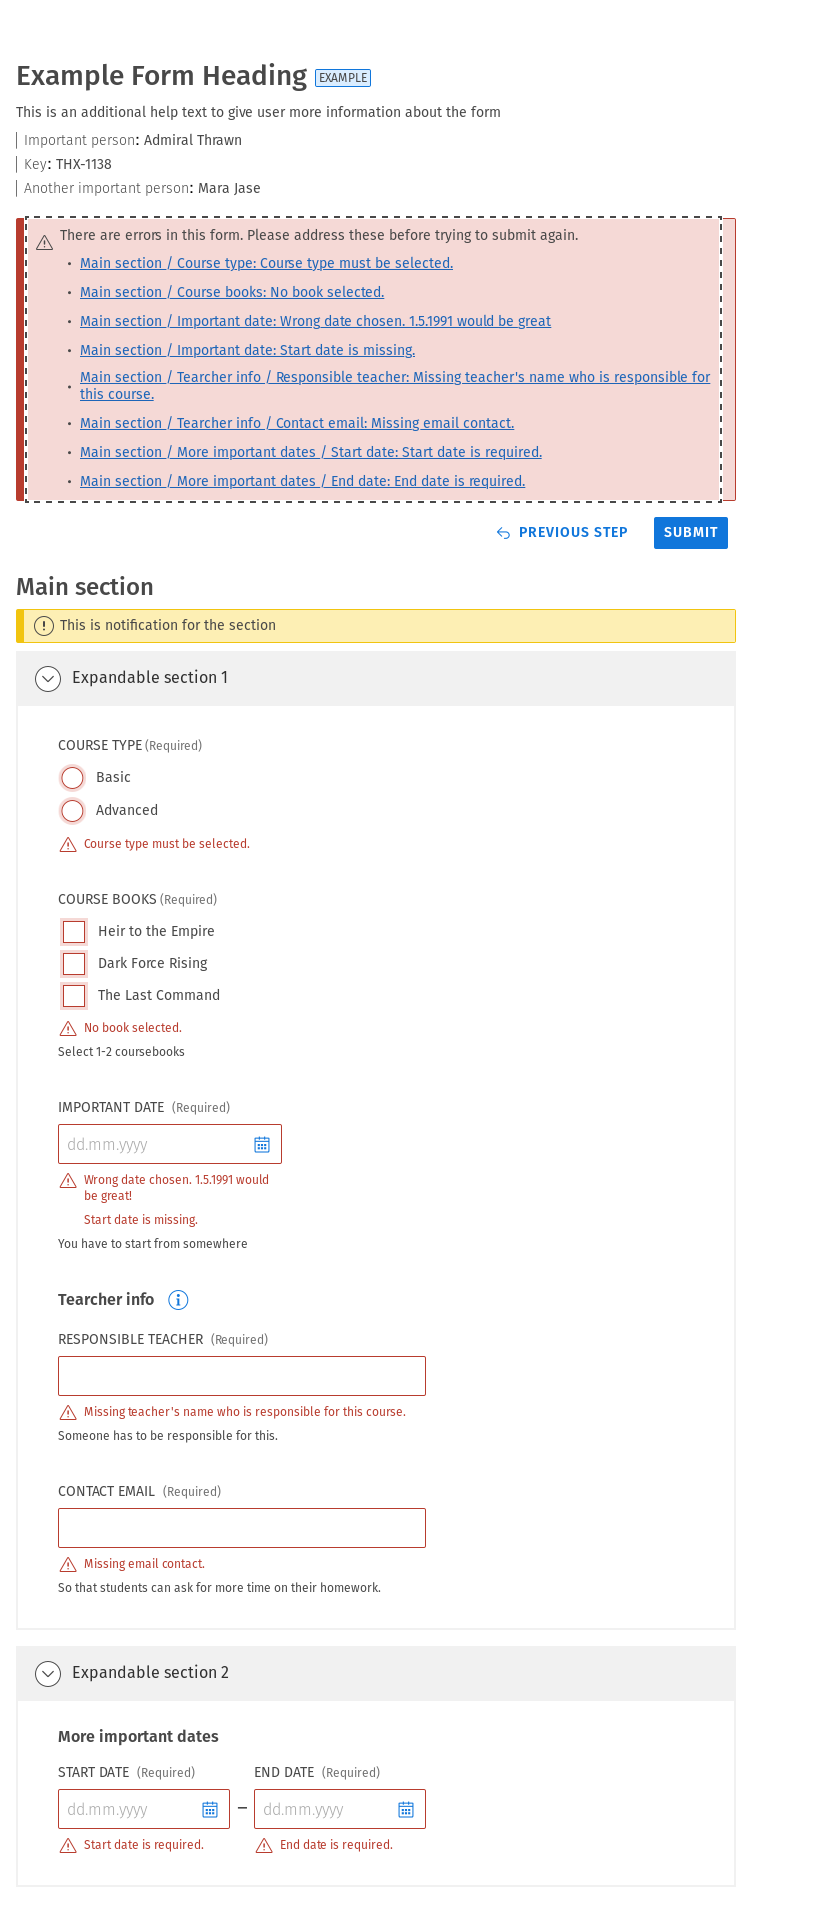 Example Form Heading EXAMPLE
This is an additional help text to give user more information about the form
Important person: Admiral Thrawn
Key: THX-1138
Another important person: Mara Jase
There are errors in this form. Please address these before trying to submit again.
• Main section / Course type: Course type must be selected.
• Main section / Course books: No book selected.
• Main section / Important date: Wrong date chosen. 1.5.1991 would be great
• Main section / Important date: Start date is missing.
• Main section / Tearcher info / Responsible teacher: Missing teacher's name who is responsible for
this course.
• Main section / Tearcher info / Contact email: Missing email contact.
• Main section / More important dates / Start date: Start date is required.
• Main section / More important dates / End date: End date is required.
PREVIOUS STEP SUBMIT
Main section
This is notification for the section
Expandable section 1
COURSE TYPE (Required)
Basic
Advanced
Course type must be selected.
COURSE BOOKS (Required)
Heir to the Empire
Dark Force Rising
The Last Command
No book selected.
Select 1-2 coursebooks
IMPORTANT DATE (Required)
dd.mm.yyyy
Wrong date chosen. 1.5.1991 would
be great!
Start date is missing.
You have to start from somewhere
Tearcher info
RESPONSIBLE TEACHER (Required)
Missing teacher's name who is responsible for this course.
Someone has to be responsible for this.
CONTACT EMAIL (Required)
Missing email contact.
So that students can ask for more time on their homework.
Expandable section 2
More important dates
START DATE (Required) END DATE (Required)
dd.mm.yyyy – dd.mm.yyyy
Start date is required. End date is required.